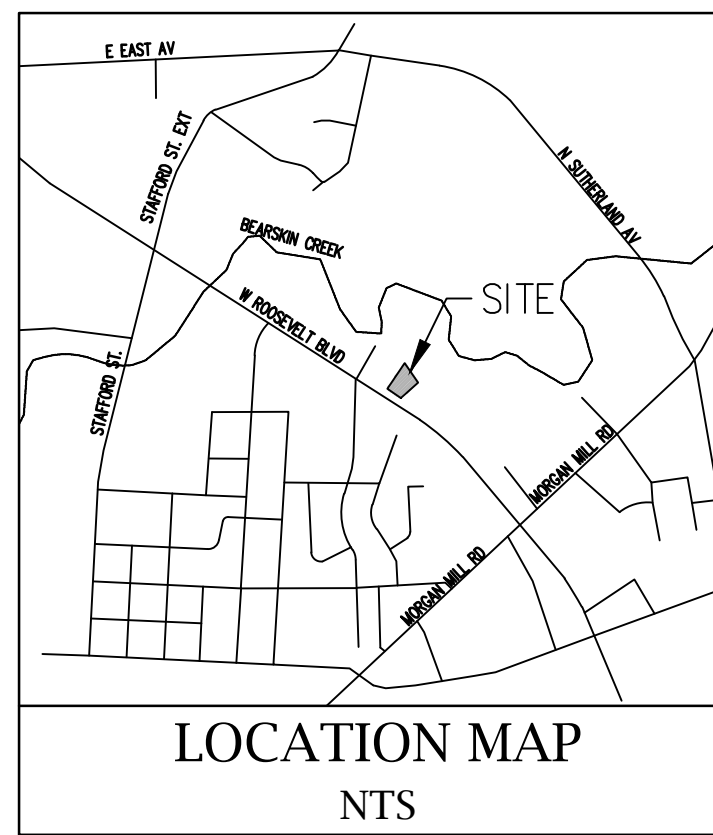 E EAST AV
STAFFORD ST. EXT
N SUTHERLAND AV
BEARSKIN CREEK
SITE
W ROOSEVELT BLVD
STAFFORD ST.
MORGAN MILL RD
MORGAN MILL RD
LOCATION MAP
NTS